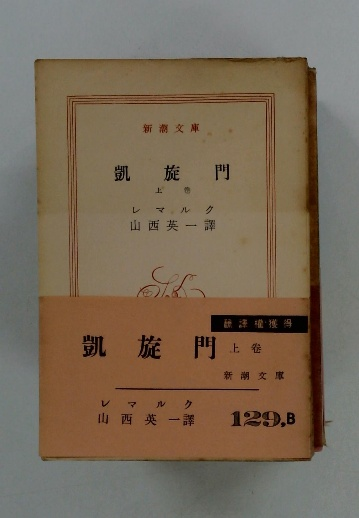 新潮文庫
凱旋門
上巻
レマルク
山西英一譯
飜譯權獲得
凱旋門 上巻
新潮文庫
レマルク
山西英一譯
129,B